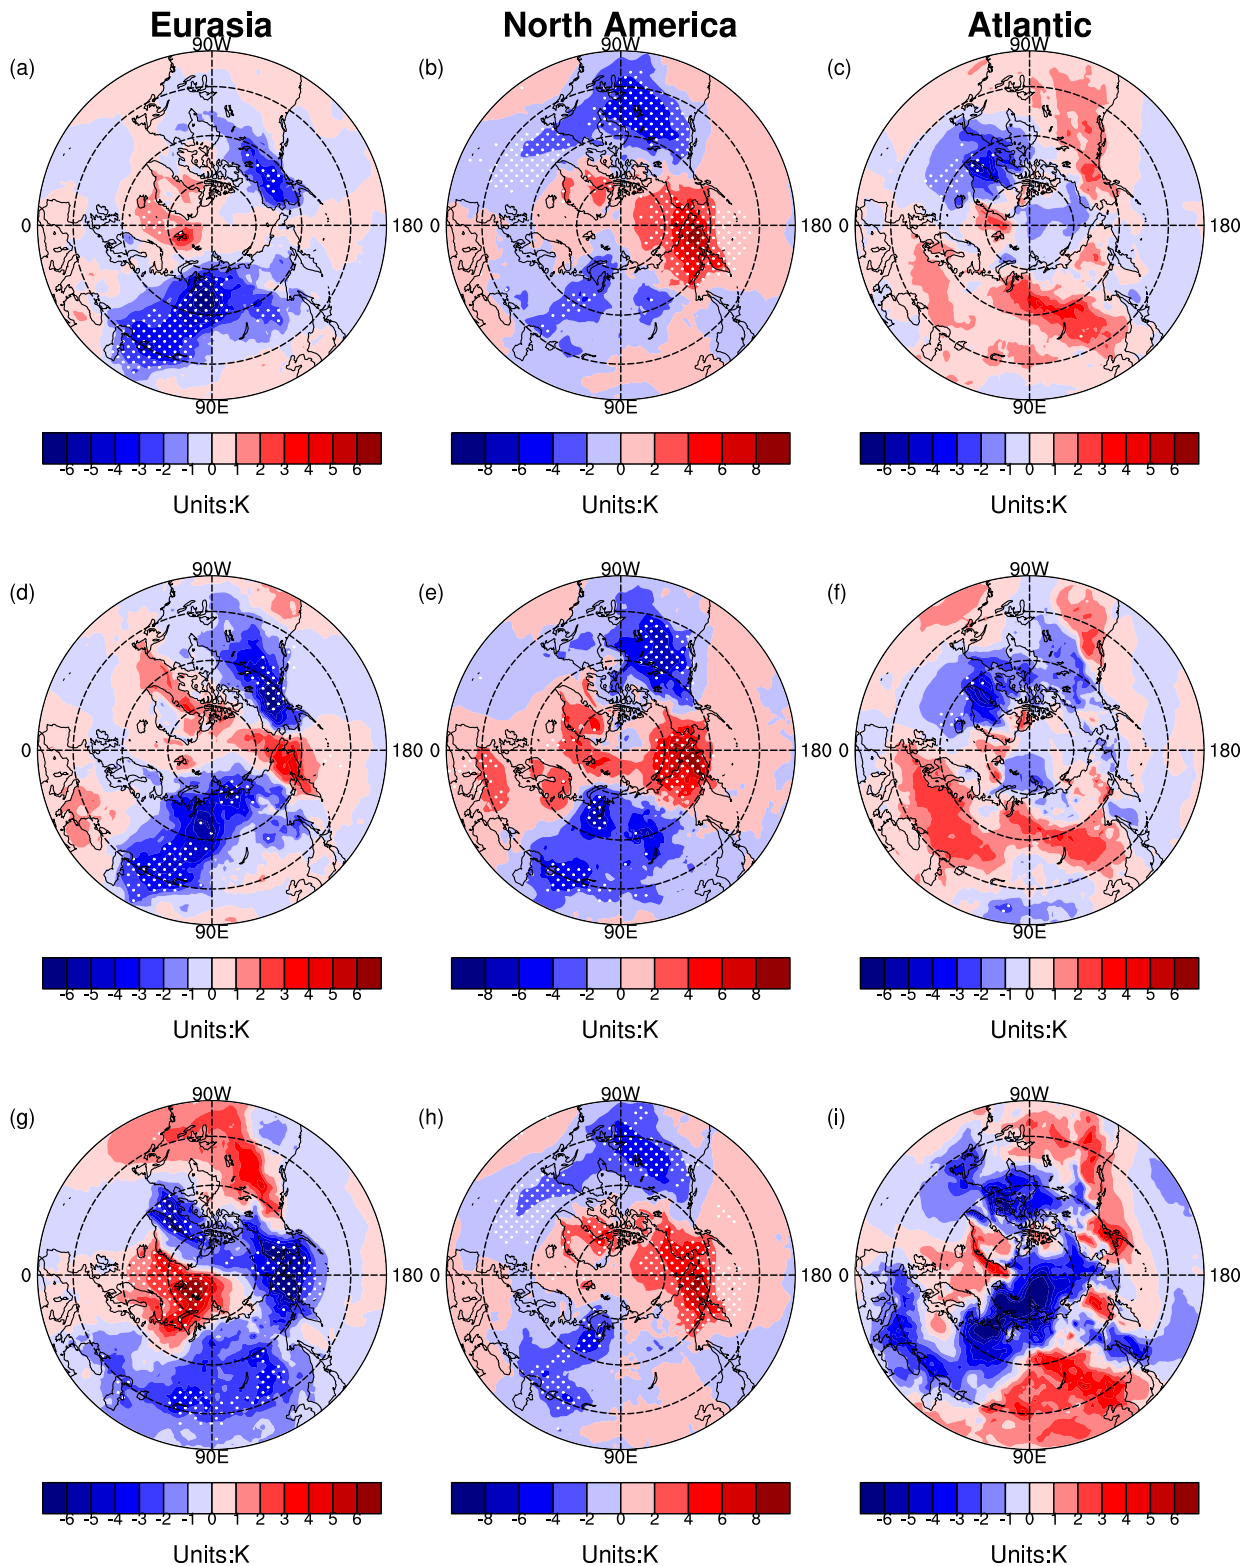 Eurasia North America Atlantic
90W 90W 90W
(a) (b) (c)
0 180 0 180 0 180
90E 90E 90E
-6 -5 -4 -3 -2 -1 0 1 2 3 4 5 6 -8 -6 -4 -2 0 2 4 6 8 -6 -5 -4 -3 -2 -1 0 1 2 3 4 5 6
Units:K Units:K Units:K
90W 90W 90W
(d) (e) (f)
0 180 0 180 0 180
90E 90E 90E
-6 -5 -4 -3 -2 -1 0 1 2 3 4 5 6 -8 -6 -4 -2 0 2 4 6 8 -6 -5 -4 -3 -2 -1 0 1 2 3 4 5 6
Units:K Units:K Units:K
90W 90W 90W
(g) (h) (i)
0 180 0 180 0 180
90E 90E 90E
-6 -5 -4 -3 -2 -1 0 1 2 3 4 5 6 -8 -6 -4 -2 0 2 4 6 8 -6 -5 -4 -3 -2 -1 0 1 2 3 4 5 6
Units:K Units:K Units:K